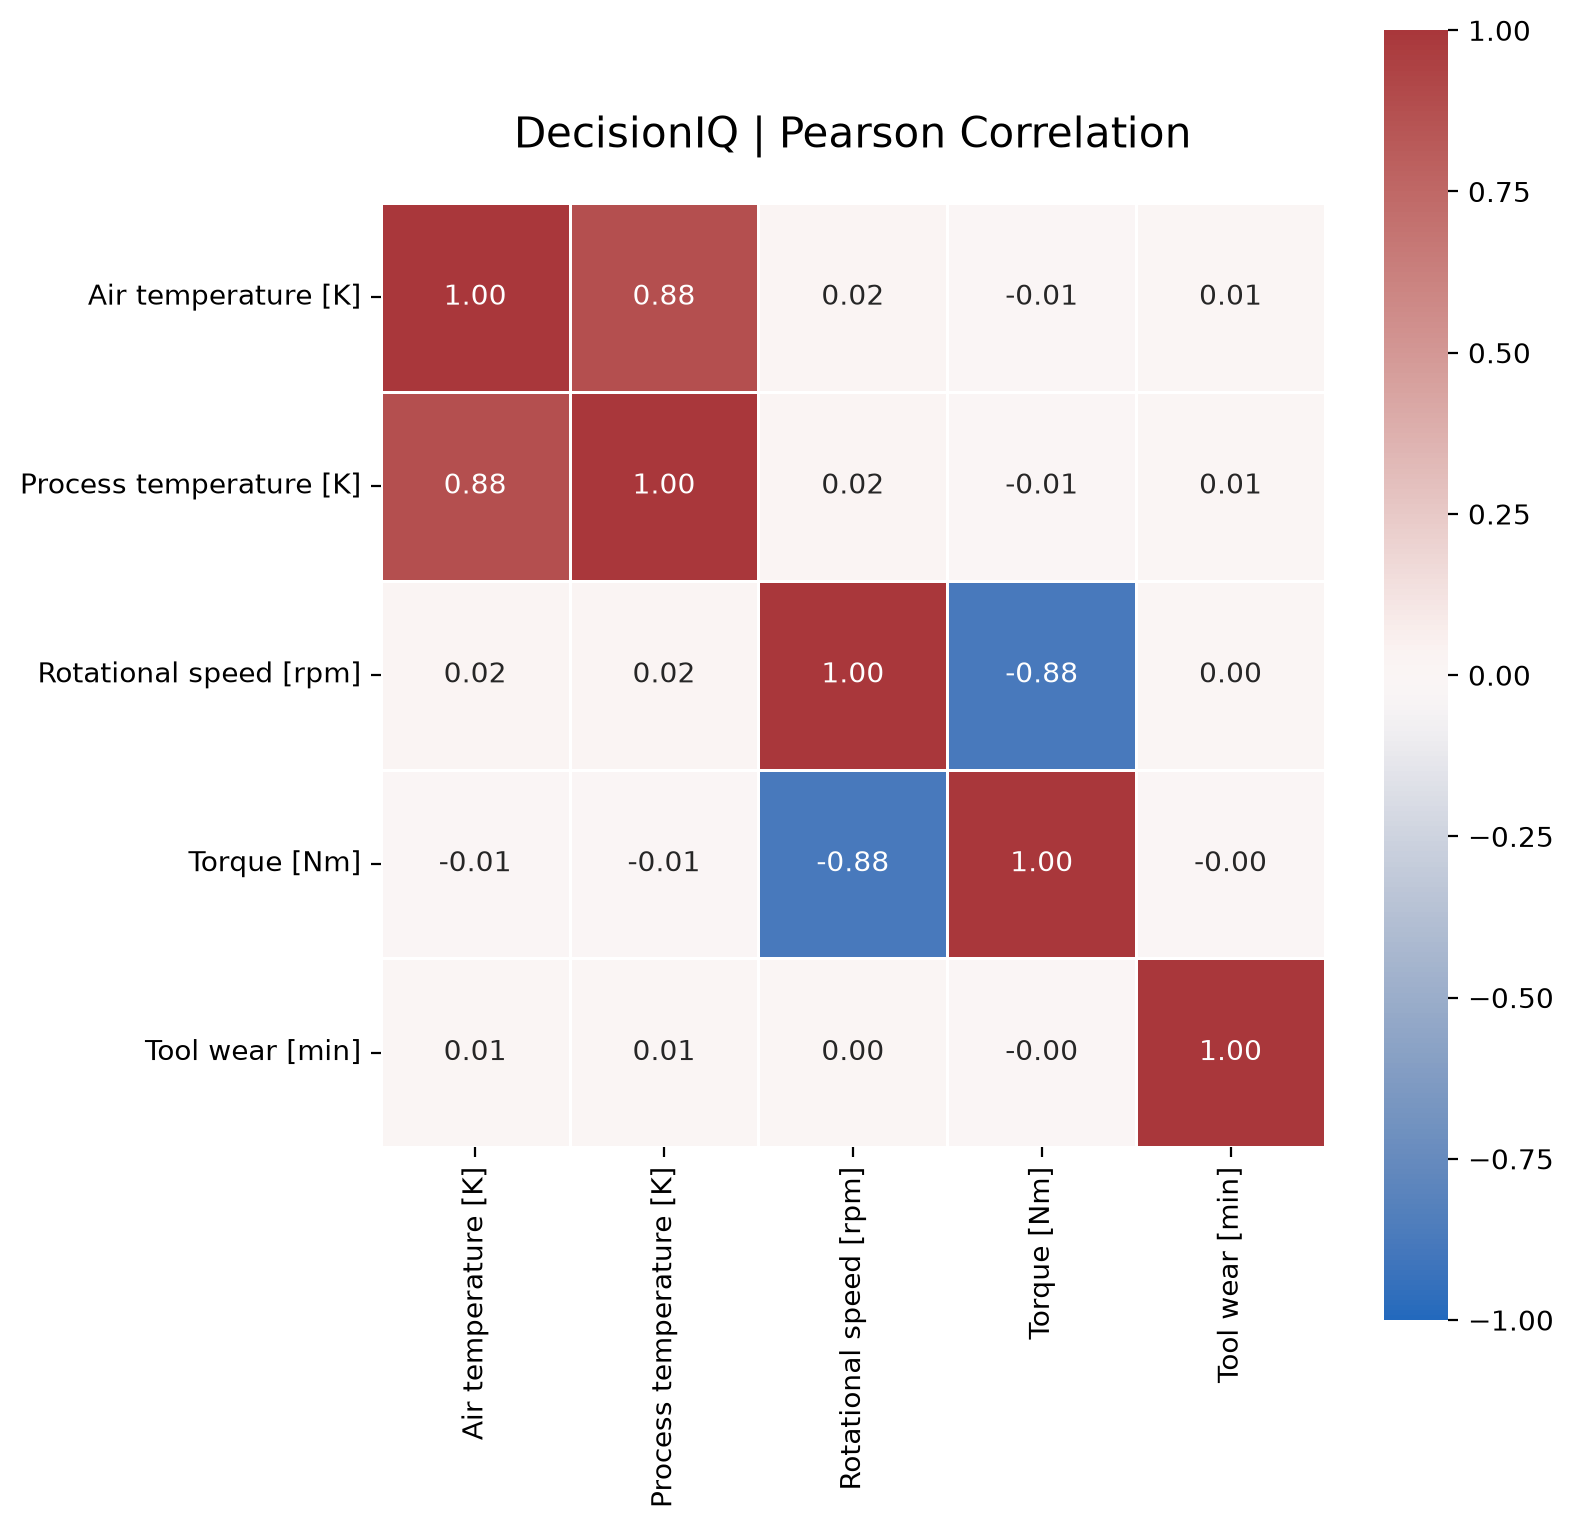 DecisionIQ | Pearson Correlation
Air temperature [K] 1.00 0.88 0.02 -0.01 0.01
Process temperature [K] 0.88 1.00 0.02 -0.01 0.01
Rotational speed [rpm] 0.02 0.02 1.00 -0.88 0.00
Torque [Nm] -0.01 -0.01 -0.88 1.00 -0.00
Tool wear [min] 0.01 0.01 0.00 -0.00 1.00
Air temperature [K]
Process temperature [K]
Rotational speed [rpm]
Torque [Nm]
Tool wear [min]
1.00
0.75
0.50
0.25
0.00
−0.25
−0.50
−0.75
−1.00